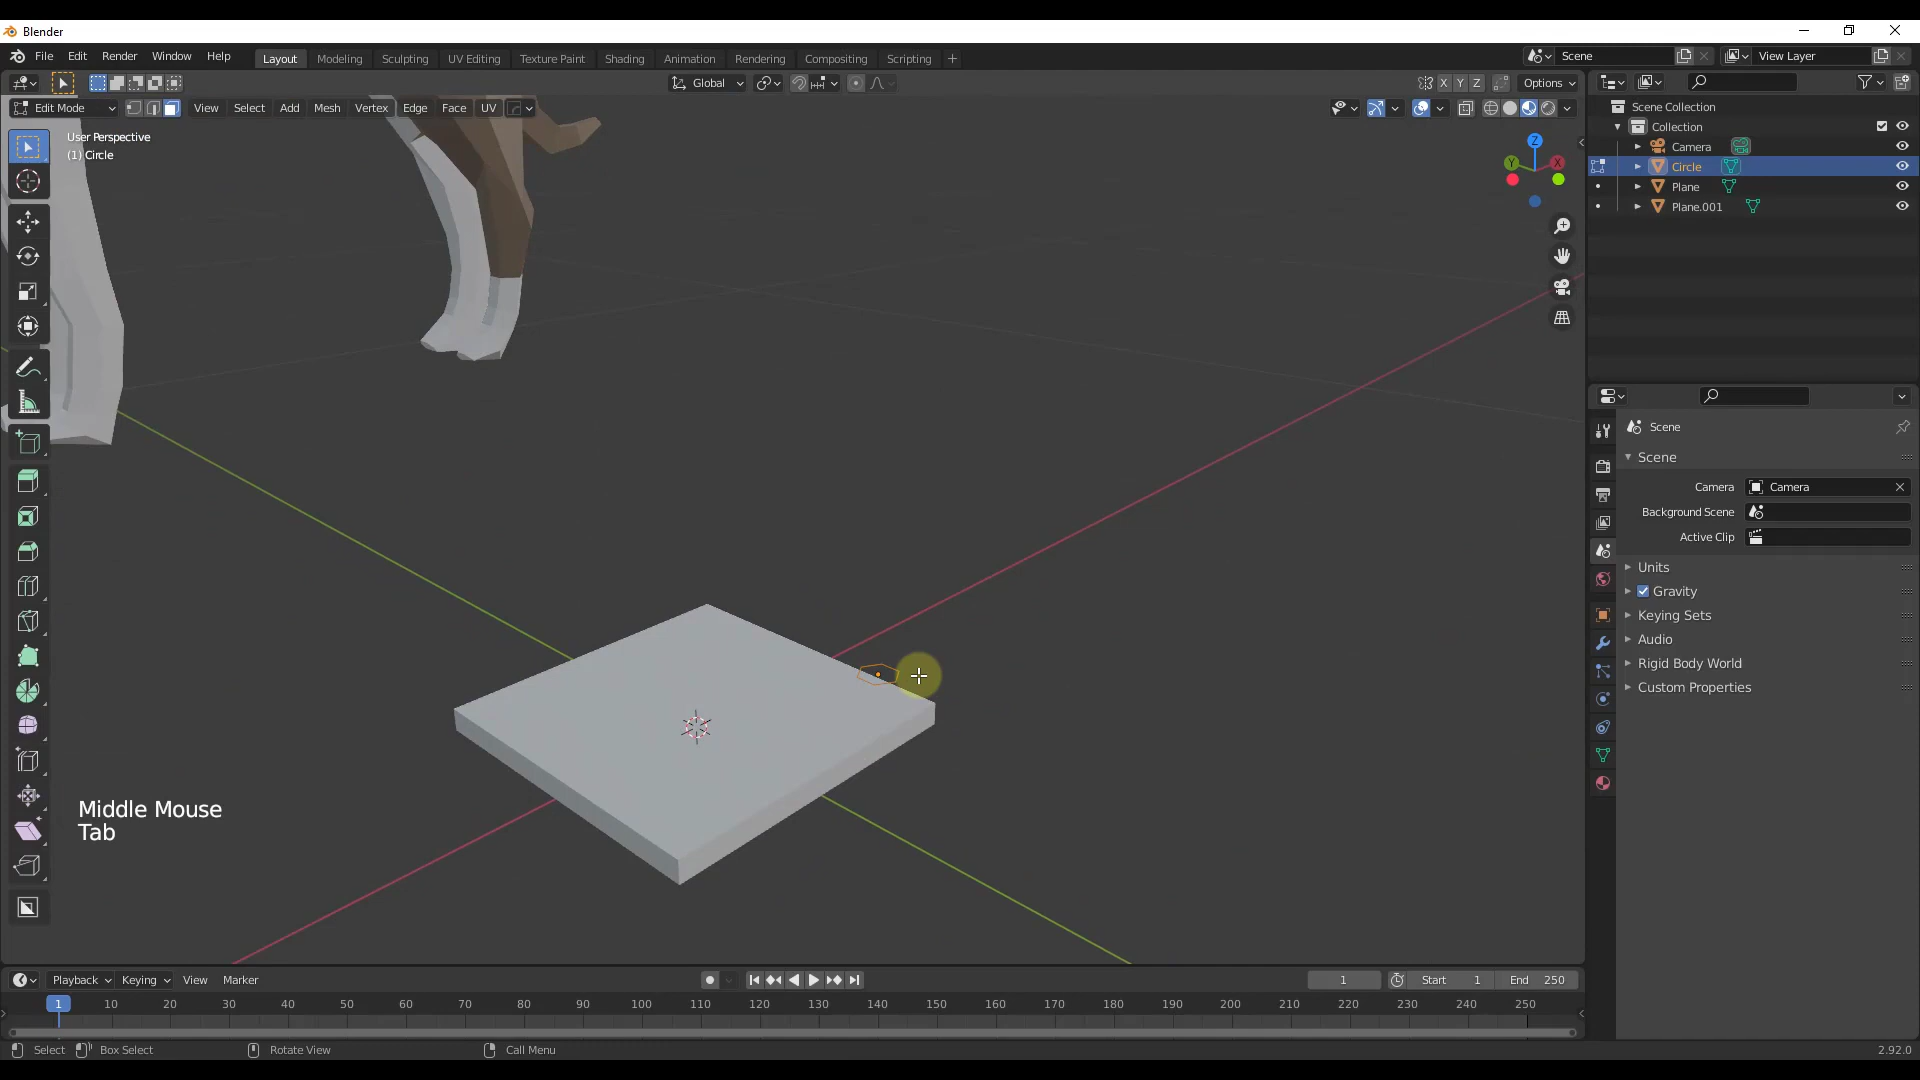 Blender
File Edit Render Window Help Layout Modeling Sculpting UV Editing Texture Paint Shading Animation Rendering Compositing Scripting + Scene View Layer
Global X Y Z Options
Edit Mode View Select Add Mesh Vertex Edge Face UV
User Perspective
(1) Circle
Z
Y X
Scene Collection
Collection
Camera
Circle
Plane
Plane.001
Scene
Scene
Camera Camera
Background Scene
Active Clip
Units
Gravity
Keying Sets
Audio
Rigid Body World
Custom Properties
Middle Mouse
Tab
Playback Keying View Marker 1 Start 1 End 250
1 10 20 30 40 50 60 70 80 90 100 110 120 130 140 150 160 170 180 190 200 210 220 230 240 250
Select Box Select Rotate View Call Menu 2.92.0